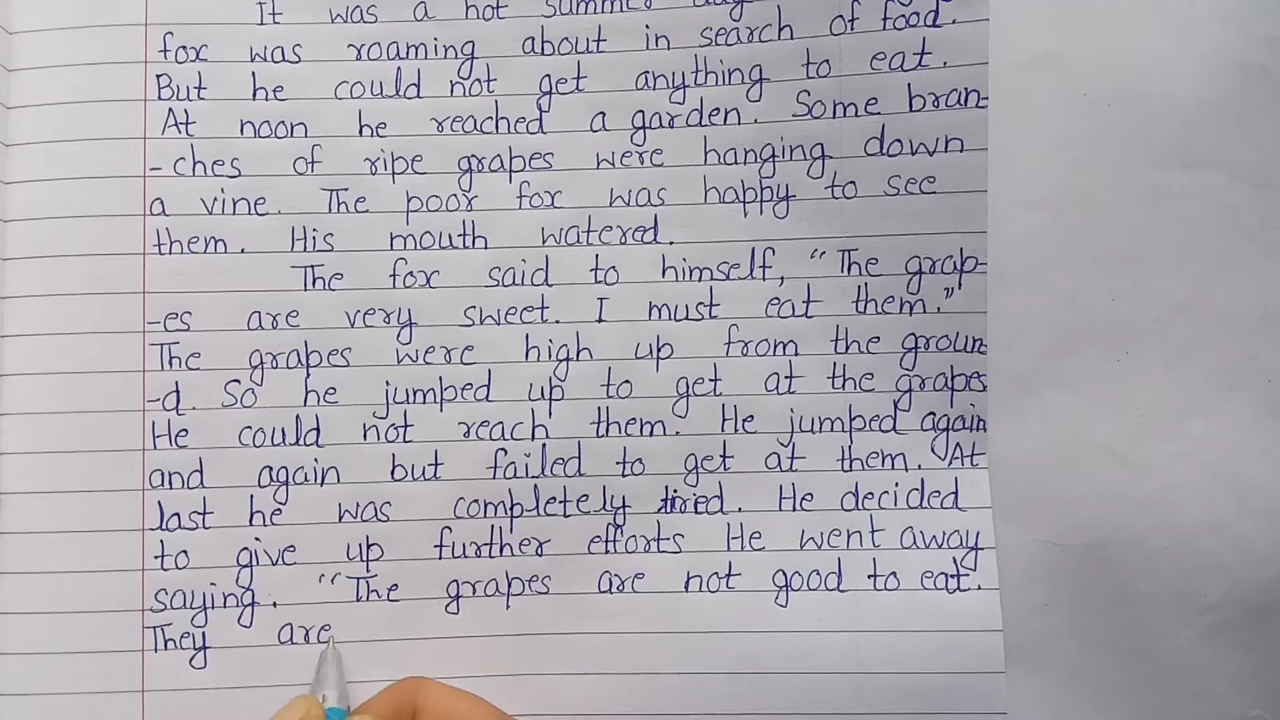 It was a hot summer day
fox was roaming about in search of food.
But he could not get anything to eat.
At noon he reached a garden. Some bran-
-ches of ripe grapes were hanging down
a vine. The poor fox was happy to see
them. His mouth watered.
The fox said to himself, “The grap-
-es are very sweet. I must eat them.”
The grapes were high up from the groun
-d. So he jumped up to get at the grapes
He could not reach them. He jumped again
and again but failed to get at them. At
last he was completely tired. He decided
to give up further efforts He went away
saying. “The grapes are not good to eat.
They are